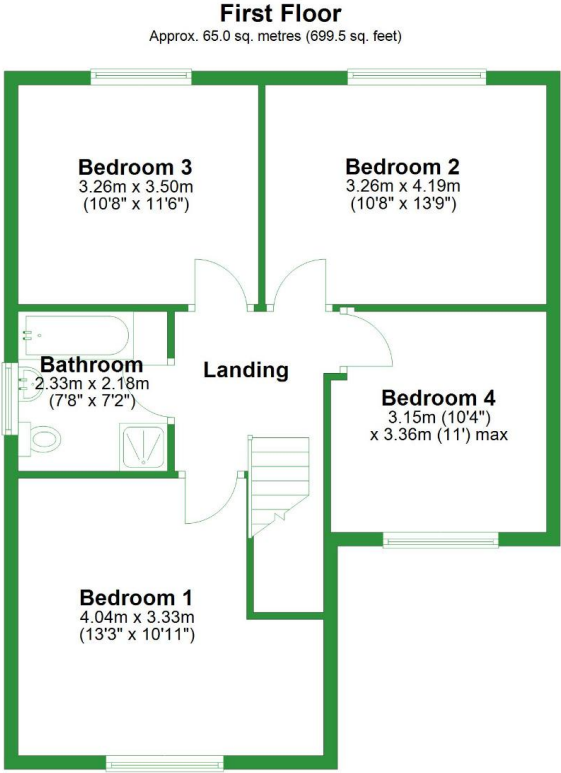 First Floor
Approx. 65.0 sq. metres (699.5 sq. feet)
Bedroom 3
3.26m x 3.50m
(10'8" x 11'6")
Bedroom 2
3.26m x 4.19m
(10'8" x 13'9")
Bathroom
2.33m x 2.18m
(7'8" x 7'2")
Landing
Bedroom 4
3.15m (10'4")
x 3.36m (11') max
Bedroom 1
4.04m x 3.33m
(13'3" x 10'11")